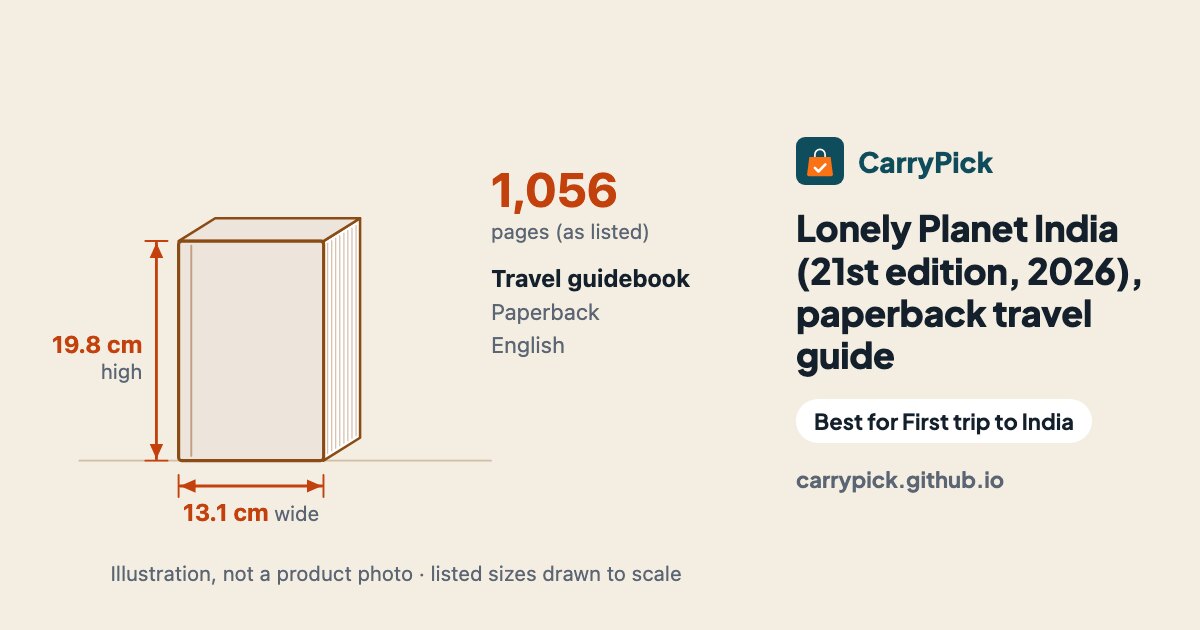 1,056
pages (as listed)
Travel guidebook
Paperback
English
19.8 cm
high
13.1 cm wide
Illustration, not a product photo · listed sizes drawn to scale
CarryPick
Lonely Planet India
(21st edition, 2026),
paperback travel
guide
Best for First trip to India
carrypick.github.io